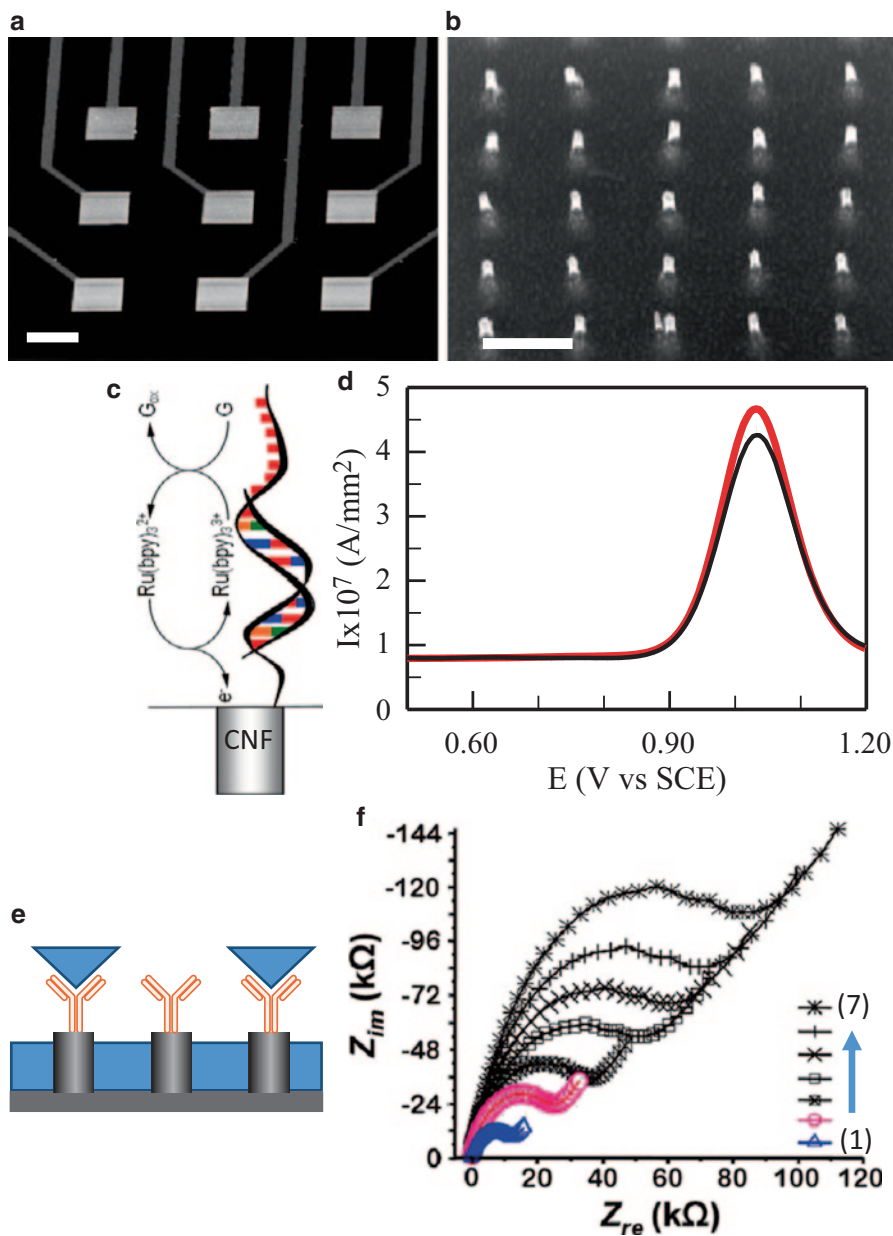 a
b
c
G_ox
G
Ru(bpy)_3^2+
Ru(bpy)_3^3+
e^-
CNF
d
5
4
3
2
1
0
0.60
0.90
1.20
Ix10^7 (A/mm^2)
E (V vs SCE)
e
f
-144
-120
-96
-72
-48
-24
0
0
20
40
60
80
100
120
Z_im (kΩ)
Z_re (kΩ)
(7)
(1)